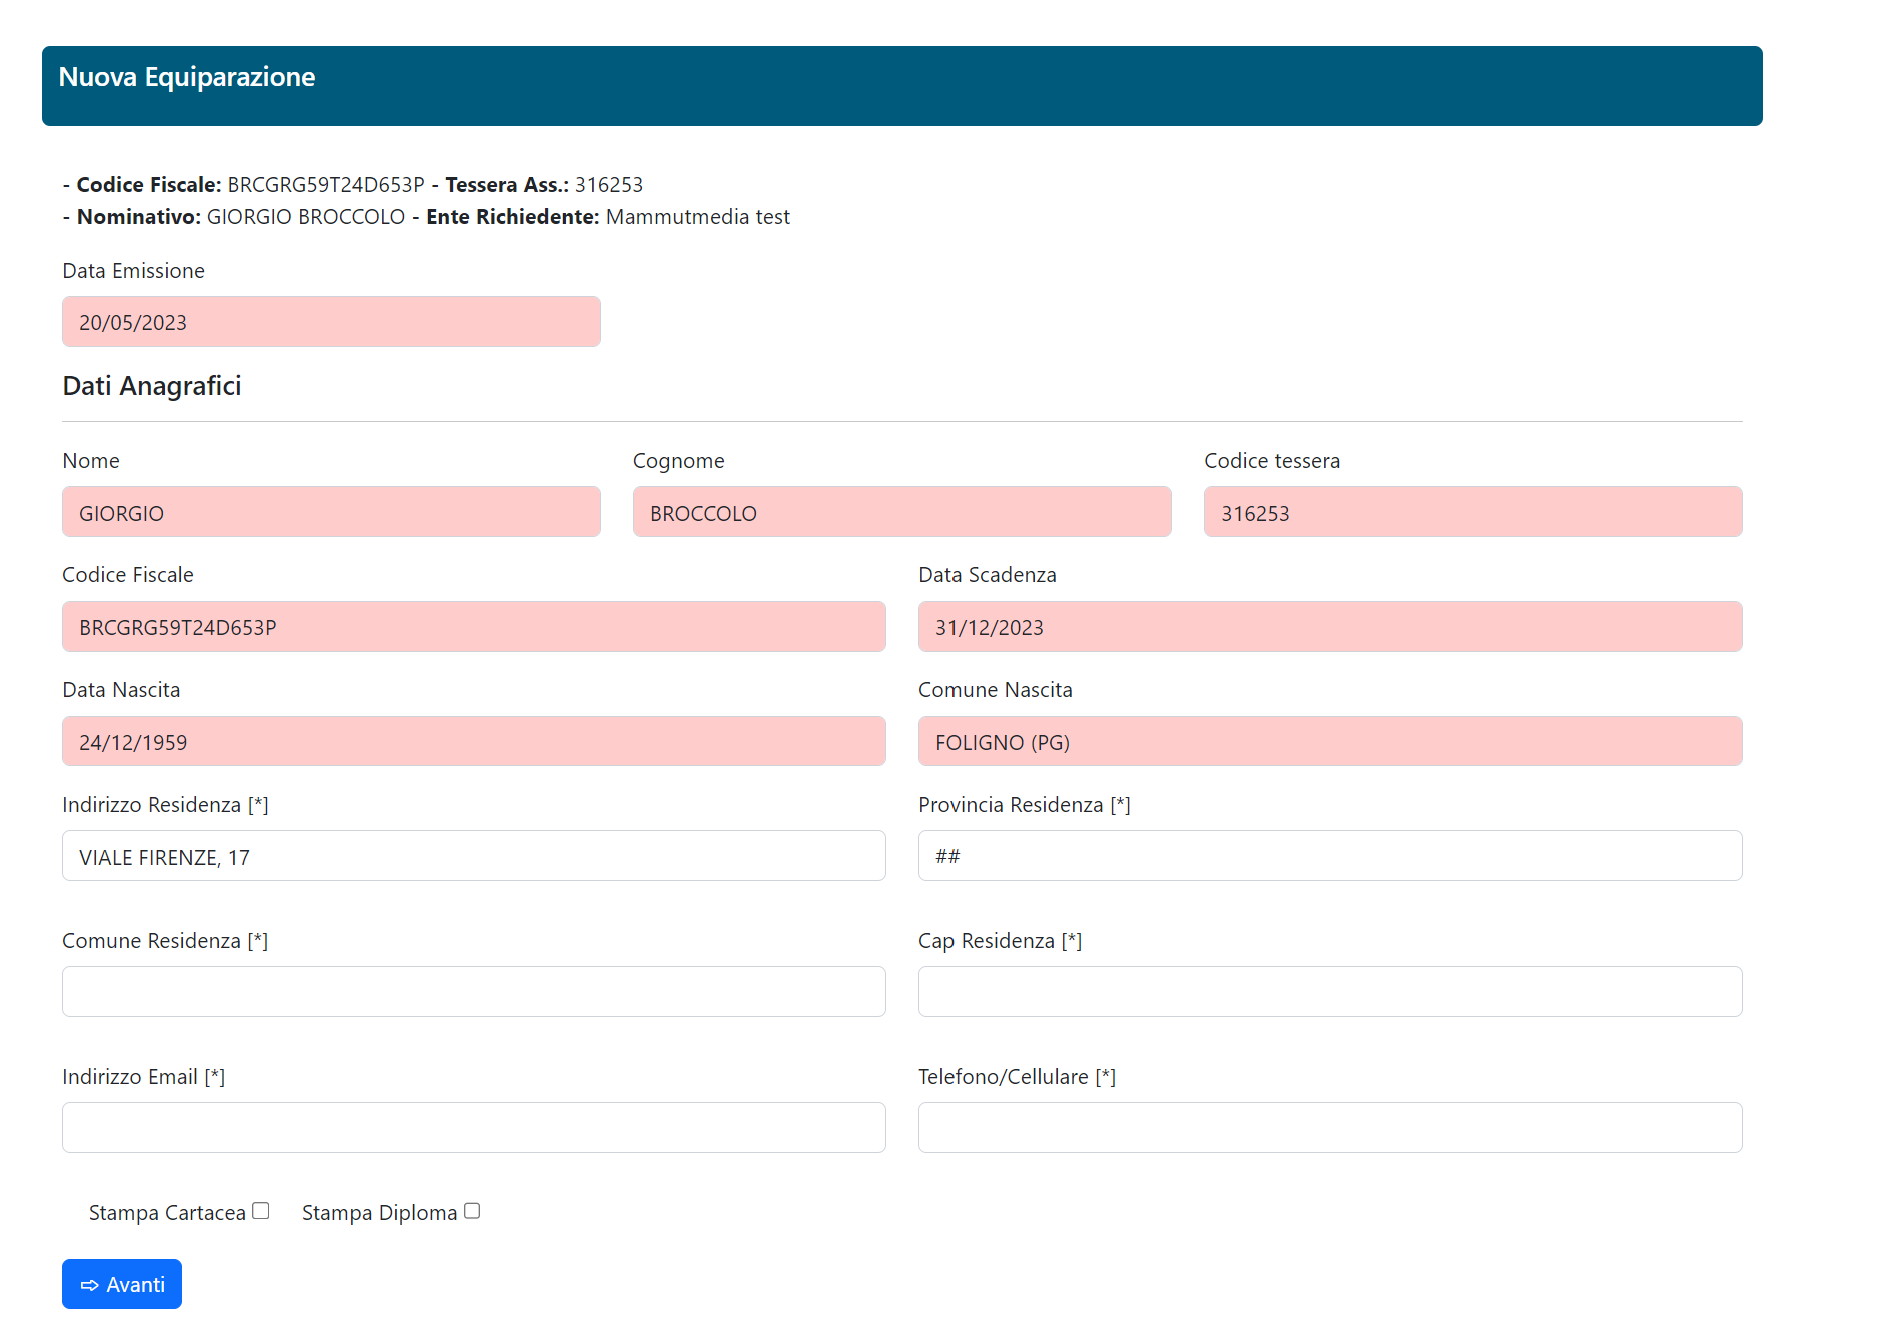 Nuova Equiparazione
- Codice Fiscale: BRCGRG59T24D653P - Tessera Ass.: 316253
- Nominativo: GIORGIO BROCCOLO - Ente Richiedente: Mammutmedia test
Data Emissione
20/05/2023
Dati Anagrafici
Nome Cognome Codice tessera
GIORGIO BROCCOLO 316253
Codice Fiscale Data Scadenza
BRCGRG59T24D653P 31/12/2023
Data Nascita Comune Nascita
24/12/1959 FOLIGNO (PG)
Indirizzo Residenza [*] Provincia Residenza [*]
VIALE FIRENZE, 17 ##
Comune Residenza [*] Cap Residenza [*]
Indirizzo Email [*] Telefono/Cellulare [*]
Stampa Cartacea Stampa Diploma
⇨ Avanti